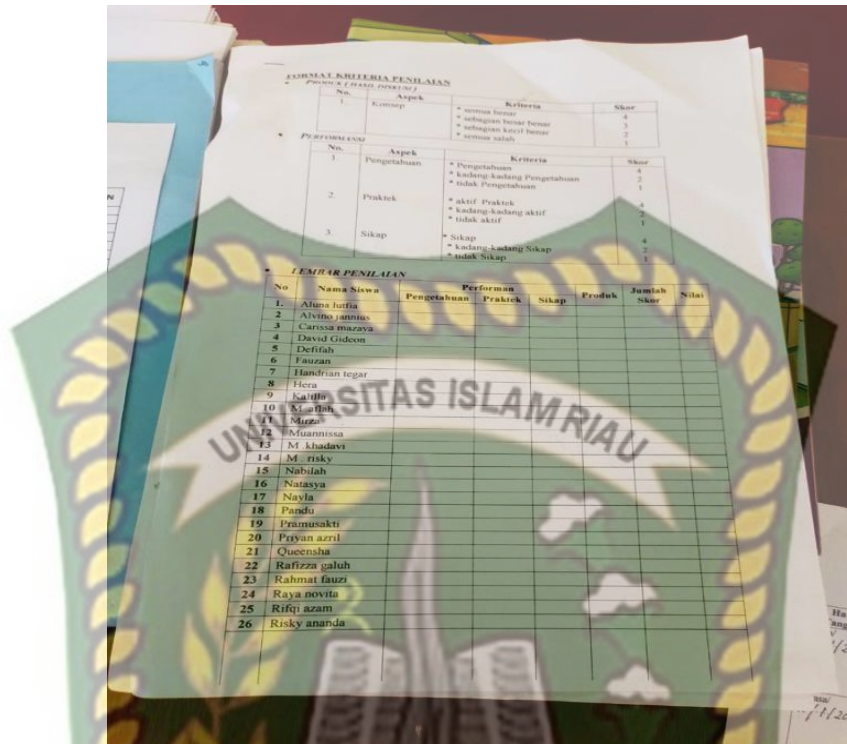 FORMAT KRITERIA PENILAIAN
• PRODUK ( HASIL DISKUSI )
No. Aspek Kriteria Skor
1. Konsep * semua benar 4
* sebagian besar benar 3
* sebagian kecil benar 2
* semua salah 1
• PERFORMANSI
No. Aspek Kriteria Skor
1 Pengetahuan * Pengetahuan 4
* kadang-kadang Pengetahuan 2
* tidak Pengetahuan 1
2. Praktek * aktif Praktek 4
* kadang-kadang aktif 2
* tidak aktif 1
3. Sikap * Sikap 4
* kadang-kadang Sikap 2
* tidak Sikap 1
• LEMBAR PENILAIAN
No Nama Siswa Performan Produk Jumlah Skor Nilai
Pengetahuan Praktek Sikap
1. Aluna lutfia
2 Alvino jannius
3 Carissa mazaya
4 David Gideon
5 Defifah
6 Fauzan
7 Handrian tegar
8 Hera
9 Kalilla
10 M .aflah
11 Mirza
12 Muannissa
13 M .khadavi
14 M . risky
15 Nabilah
16 Natasya
17 Nayla
18 Pandu
19 Pramusakti
20 Priyan azril
21 Queensha
22 Rafizza galuh
23 Rahmat fauzi
24 Raya novita
25 Rifqi azam
26 Risky ananda
UNIVERSITAS ISLAM RIAU